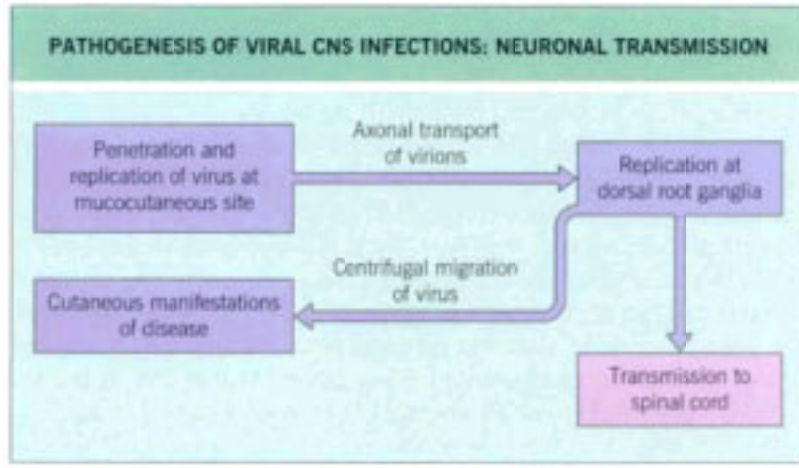 PATHOGENESIS OF VIRAL CNS INFECTIONS: NEURONAL TRANSMISSION
Penetration and
replication of virus at
mucocutaneous site
Axonal transport
of virions
Replication at
dorsal root ganglia
Centrifugal migration
of virus
Cutaneous manifestations
of disease
Transmission to
spinal cord